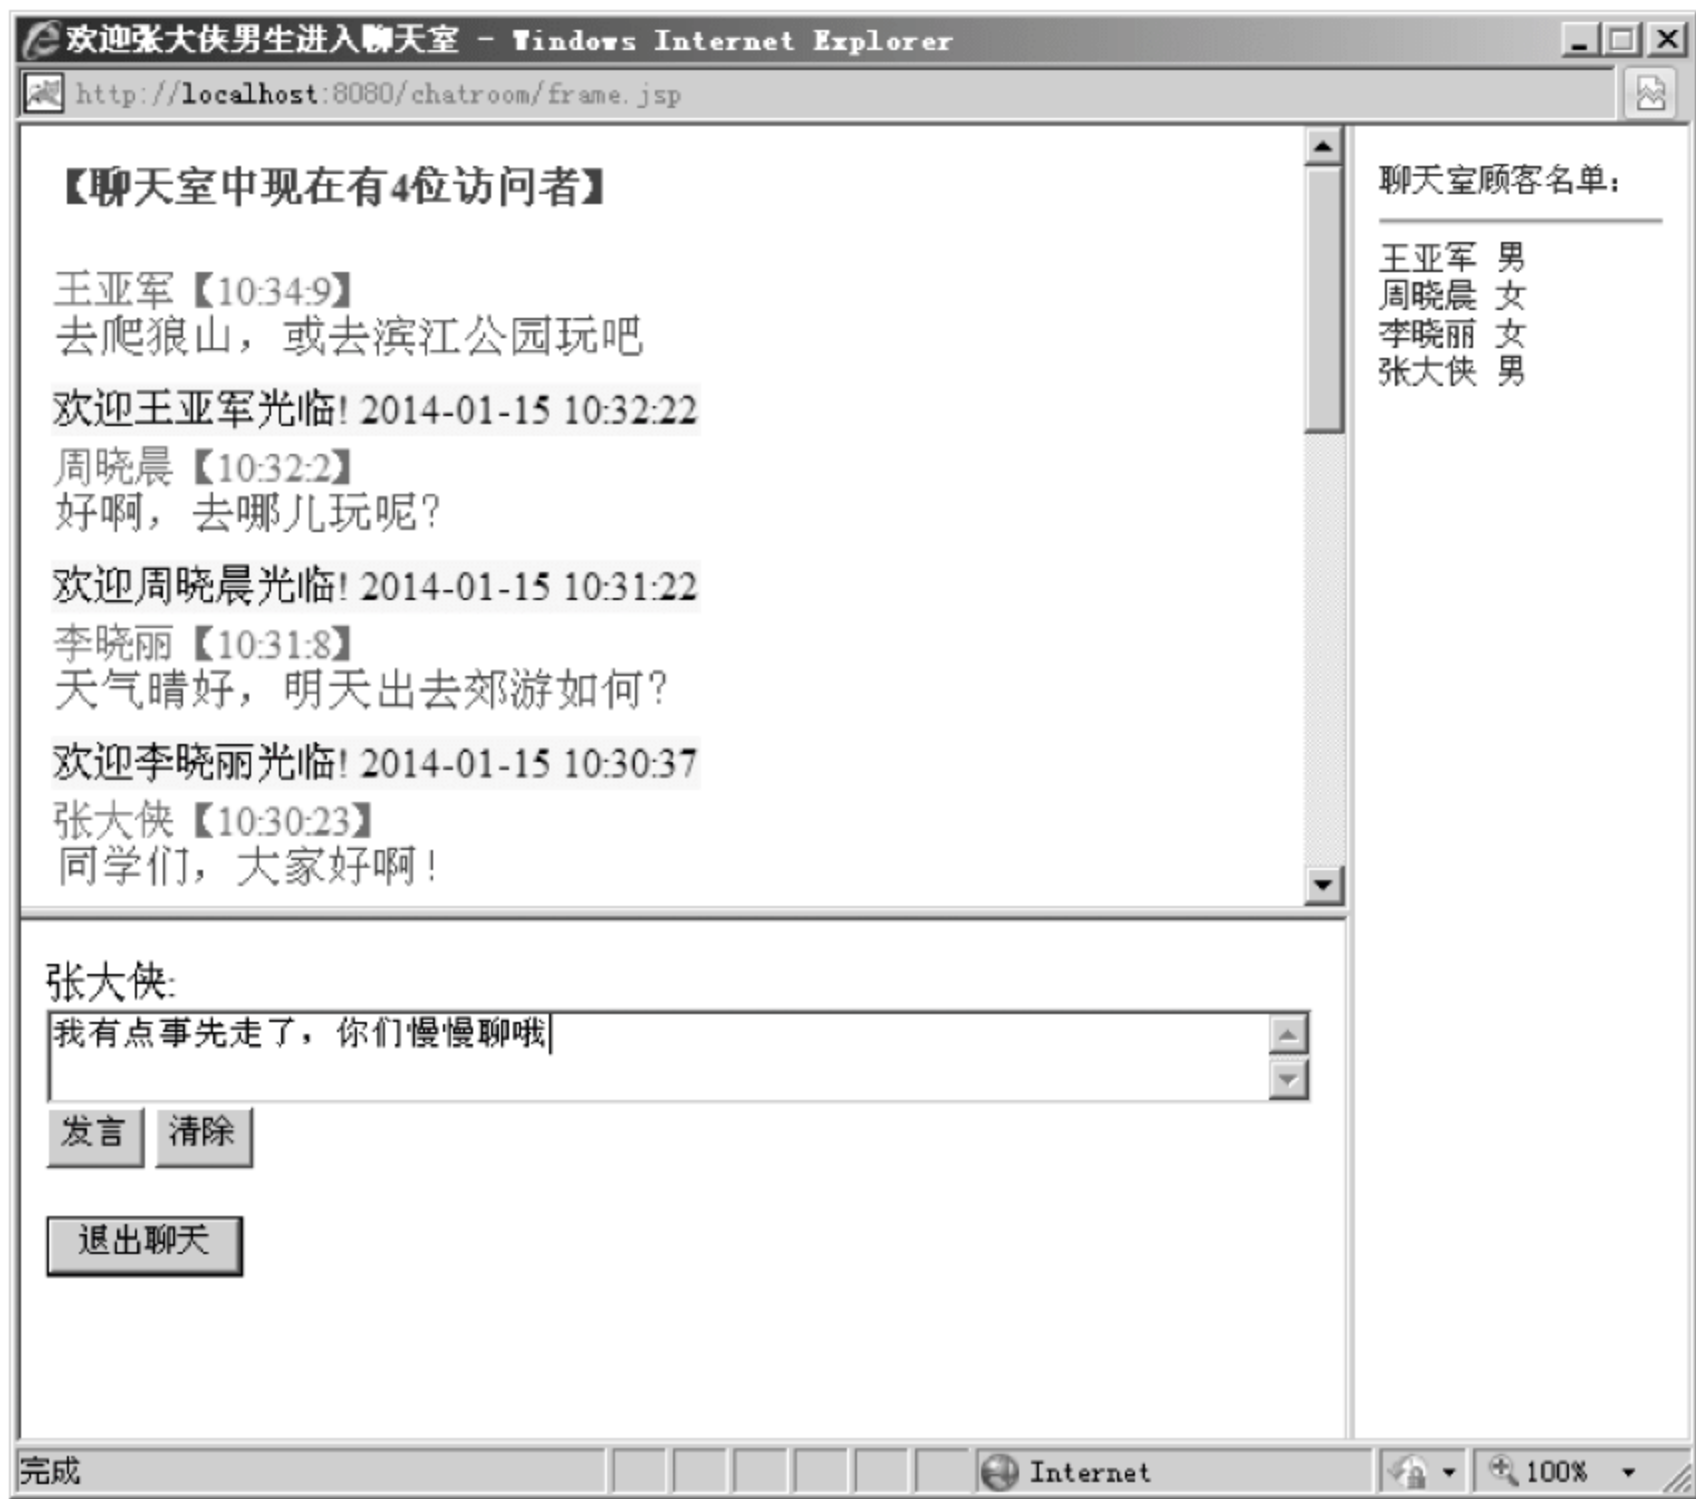 欢迎张大侠男生进入聊天室 - Windows Internet Explorer
http://localhost:8080/chatroom/frame.jsp
【聊天室中现在有4位访问者】
王亚军【10:34:9】
去爬狼山，或去滨江公园玩吧
欢迎王亚军光临! 2014-01-15 10:32:22
周晓晨【10:32:2】
好啊，去哪儿玩呢?
欢迎周晓晨光临! 2014-01-15 10:31:22
李晓丽【10:31:8】
天气晴好，明天出去郊游如何?
欢迎李晓丽光临! 2014-01-15 10:30:37
张大侠【10:30:23】
同学们，大家好啊!
聊天室顾客名单：
王亚军 男
周晓晨 女
李晓丽 女
张大侠 男
张大侠:
我有点事先走了，你们慢慢聊哦
发言 清除
退出聊天
完成 Internet 100%